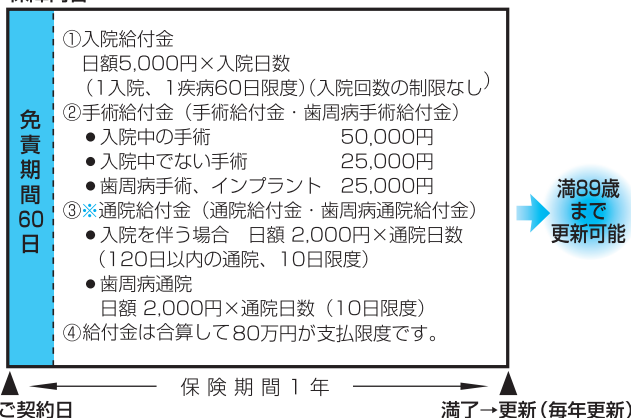 免責期間60日
①入院給付金
日額5,000円×入院日数
（1入院、1疾病60日限度）（入院回数の制限なし）
②手術給付金（手術給付金・歯周病手術給付金）
●入院中の手術 50,000円
●入院中でない手術 25,000円
●歯周病手術、インプラント 25,000円
③※通院給付金（通院給付金・歯周病通院給付金）
●入院を伴う場合 日額 2,000円×通院日数
（120日以内の通院、10日限度）
●歯周病通院
日額 2,000円×通院日数（10日限度）
④給付金は合算して80万円が支払限度です。
満89歳
まで
更新可能
保険期間1年
ご契約日
満了→更新（毎年更新）